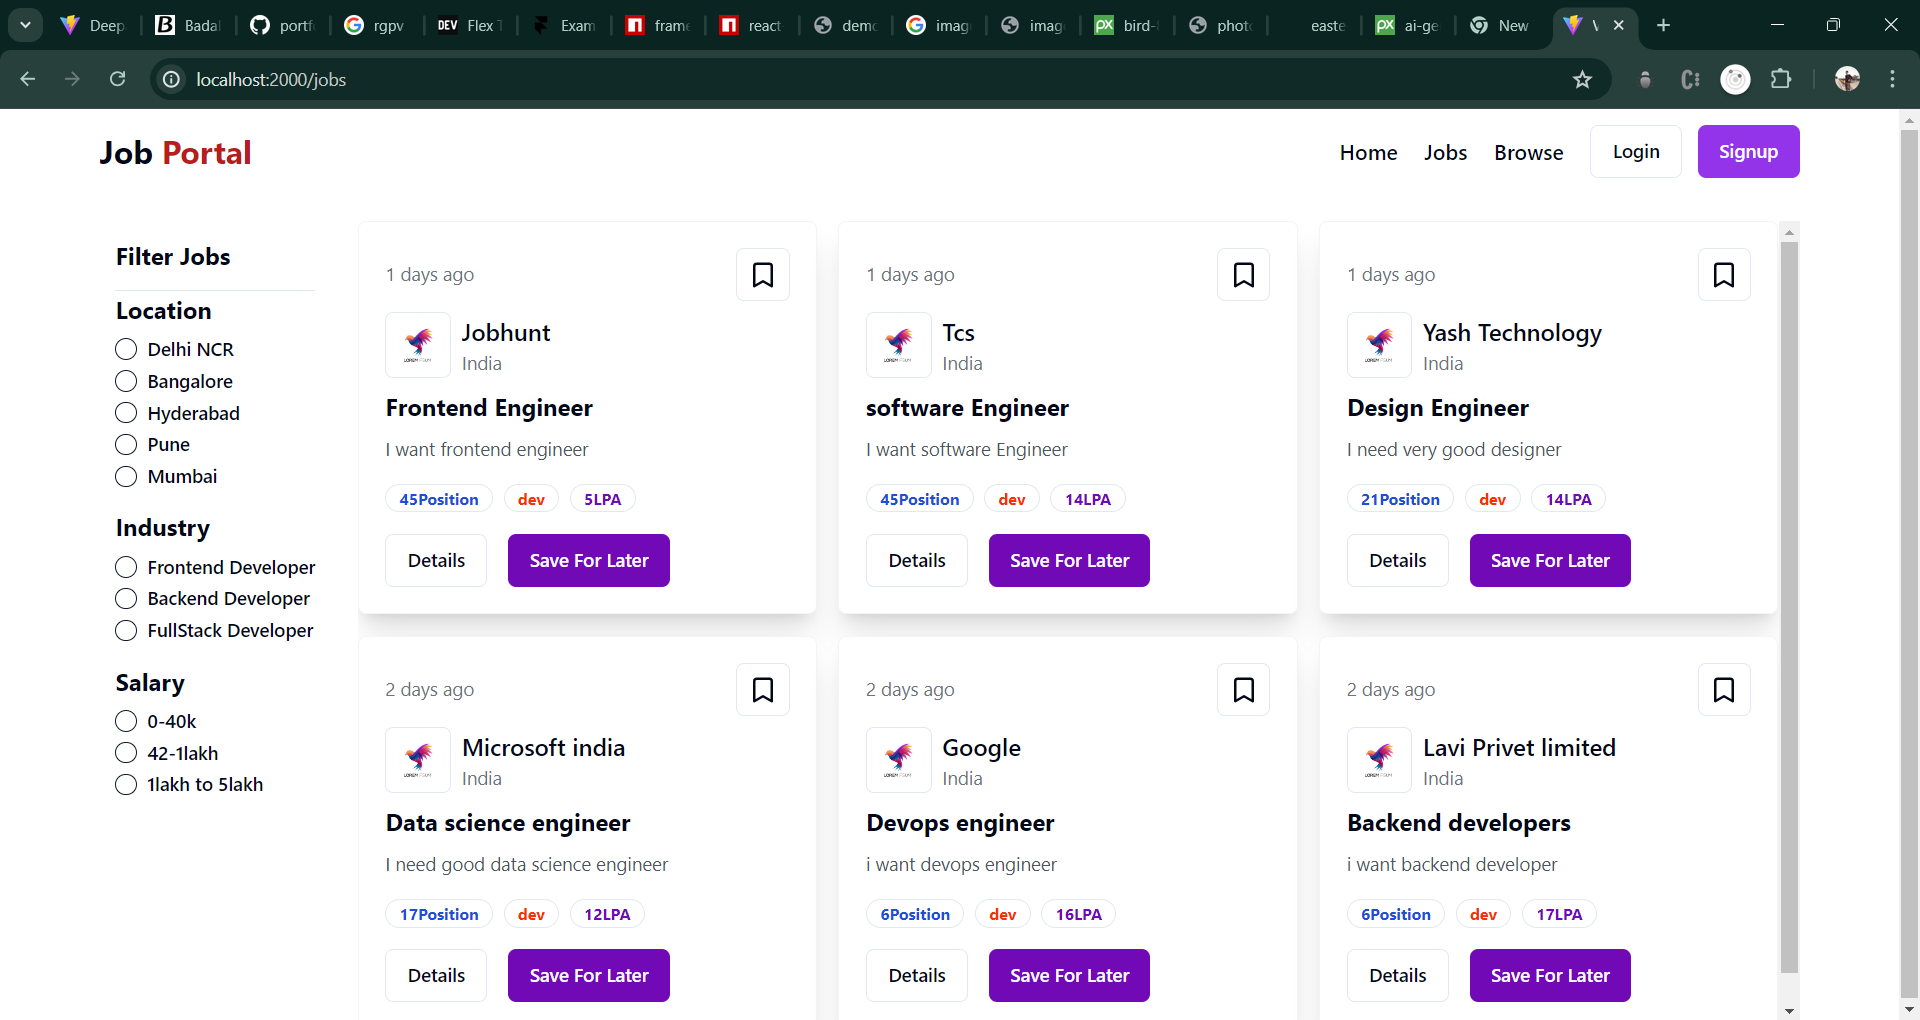 Deep
Bada
portf
rgpv
DEV Flex T
Exam
frame
react
demo
imag
imag
px bird-
photo
easte
px ai-ge
New
localhost:2000/jobs
Job Portal
Home
Jobs
Browse
Login
Signup
Filter Jobs
Location
Delhi NCR
Bangalore
Hyderabad
Pune
Mumbai
Industry
Frontend Developer
Backend Developer
FullStack Developer
Salary
0-40k
42-1lakh
1lakh to 5lakh
1 days ago
Jobhunt
India
Frontend Engineer
I want frontend engineer
45Position dev 5LPA
Details Save For Later
1 days ago
Tcs
India
software Engineer
I want software Engineer
45Position dev 14LPA
Details Save For Later
1 days ago
Yash Technology
India
Design Engineer
I need very good designer
21Position dev 14LPA
Details Save For Later
2 days ago
Microsoft india
India
Data science engineer
I need good data science engineer
17Position dev 12LPA
Details Save For Later
2 days ago
Google
India
Devops engineer
i want devops engineer
6Position dev 16LPA
Details Save For Later
2 days ago
Lavi Privet limited
India
Backend developers
i want backend developer
6Position dev 17LPA
Details Save For Later